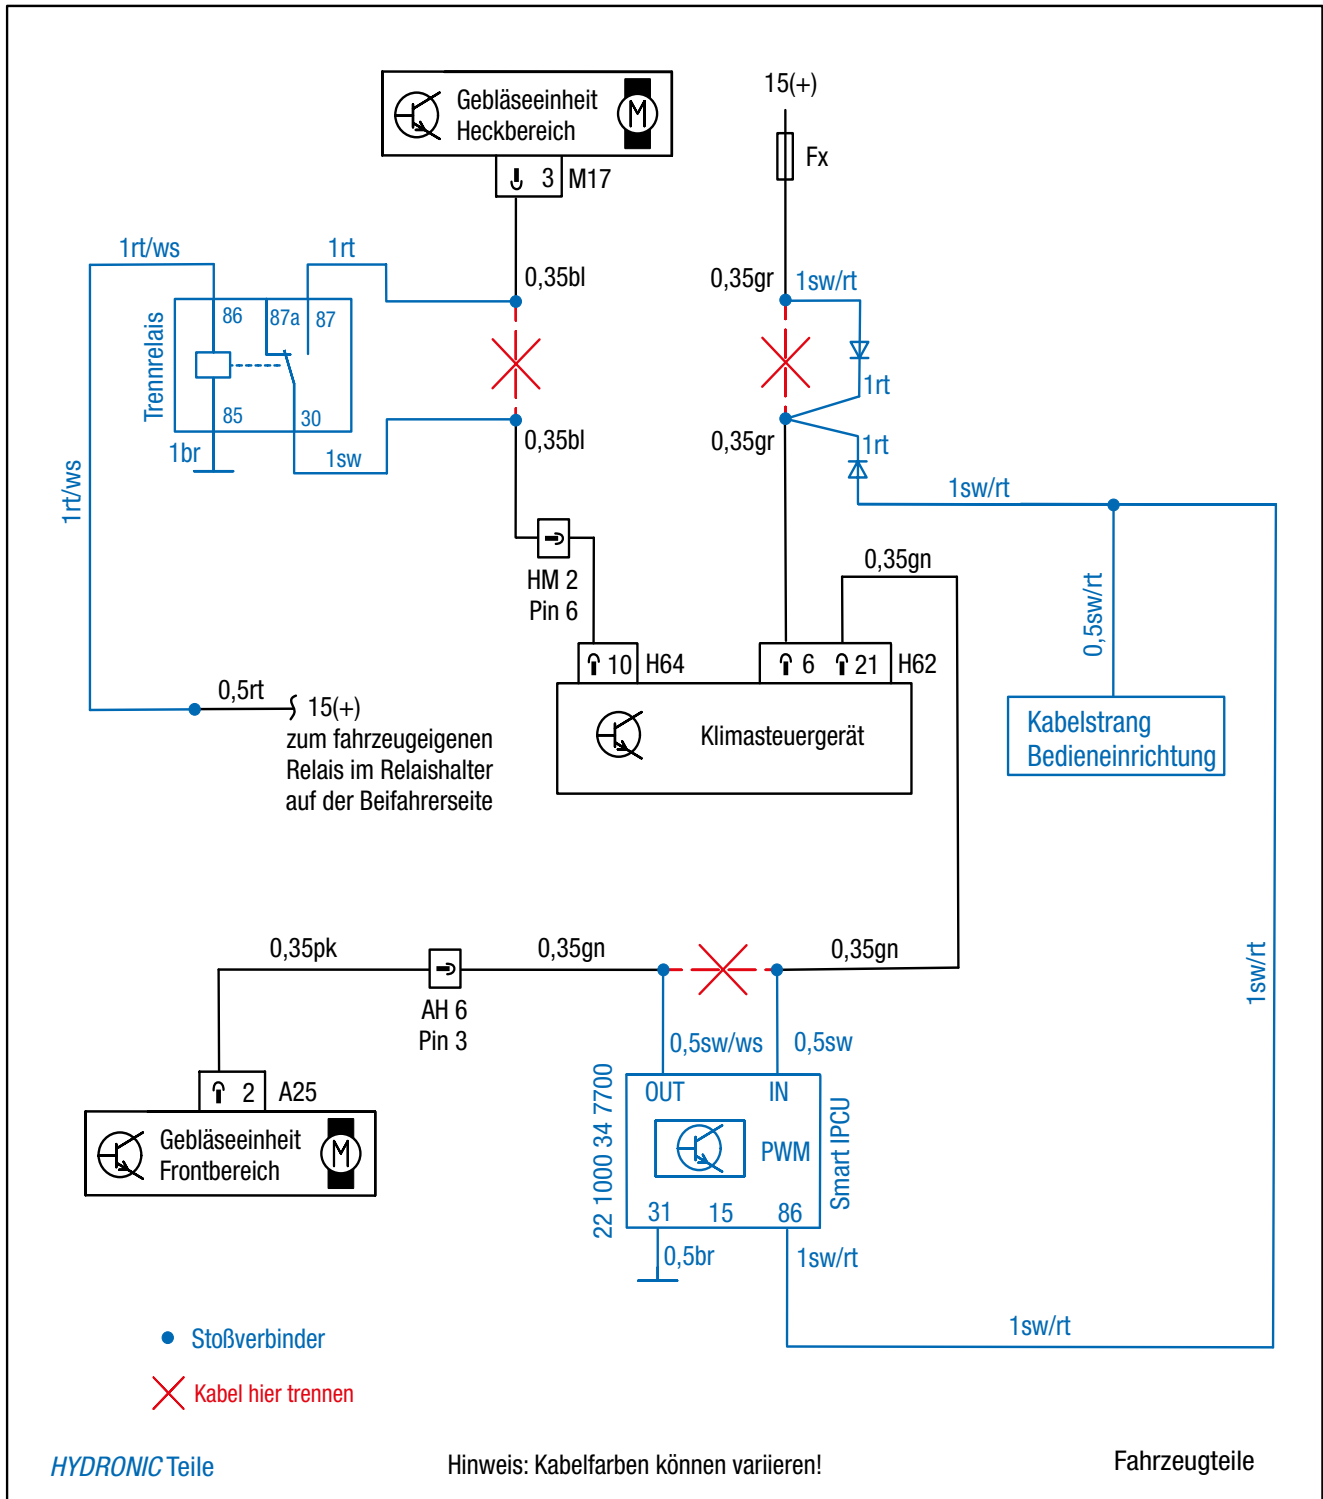 Gebläseeinheit
Heckbereich
M
3 M17
15(+)
Fx
1rt/ws
1rt
0,35bl
0,35gr
1sw/rt
Trennrelais
86
87a
87
85
30
1rt
1br
1sw
0,35bl
0,35gr
1rt
1rt/ws
1sw/rt
HM 2
Pin 6
0,35gn
0,5sw/rt
10 H64
6
21 H62
0,5rt
15(+)
zum fahrzeugeigenen
Relais im Relaishalter
auf der Beifahrerseite
Klimasteuergerät
Kabelstrang
Bedieneinrichtung
0,35pk
0,35gn
0,35gn
1sw/rt
AH 6
Pin 3
0,5sw/ws
0,5sw
2 A25
Gebläseeinheit
Frontbereich
M
22 1000 34 7700
OUT
IN
PWM
Smart IPCU
31
15
86
0,5br
1sw/rt
1sw/rt
Stoßverbinder
Kabel hier trennen
HYDRONIC Teile
Hinweis: Kabelfarben können variieren!
Fahrzeugteile